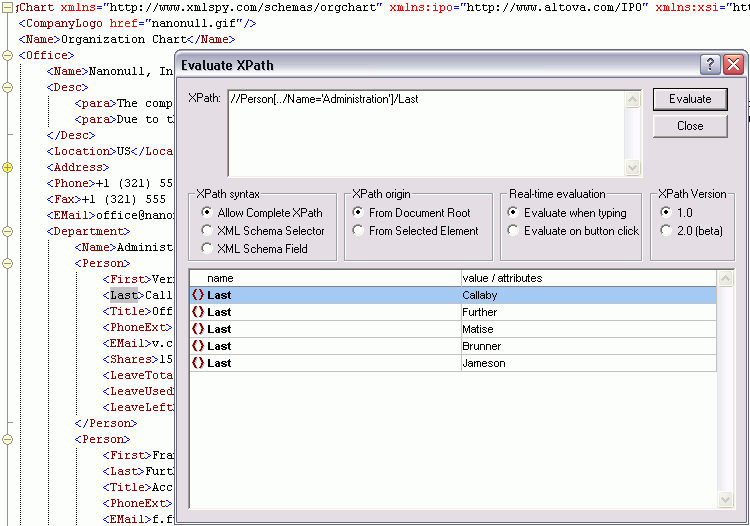 Chart xmlns="http://www.xmlspy.com/schemas/orgchart" xmlns:ipo="http://www.altova.com/IPO" xmlns:xsi="ht
<CompanyLogo href="nanonull.gif"/>
<Name>Organization Chart</Name>
<Office>
<Name>Nanonull, In
<Desc>
<para>The comp
<para>Due to th
</Desc>
<Location>US</Loca
<Address>
<Phone>+1 (321) 55
<Fax>+1 (321) 555
<EMail>office@nano
<Department>
<Name>Administ
<Person>
<First>Ver
<Last>Call
<Title>Off
<PhoneExt>
<EMail>v.c
<Shares>15
<LeaveTota
<LeaveUsed
<LeaveLeft
</Person>
<Person>
<First>Fra
<Last>Furt
<Title>Acc
<PhoneExt>
<EMail>f.f
Evaluate XPath
XPath:
//Person[../Name='Administration']/Last
Evaluate
Close
XPath syntax
Allow Complete XPath
XML Schema Selector
XML Schema Field
XPath origin
From Document Root
From Selected Element
Real-time evaluation
Evaluate when typing
Evaluate on button click
XPath Version
1.0
2.0 (beta)
name value / attributes
Last Callaby
Last Further
Last Matise
Last Brunner
Last Jameson